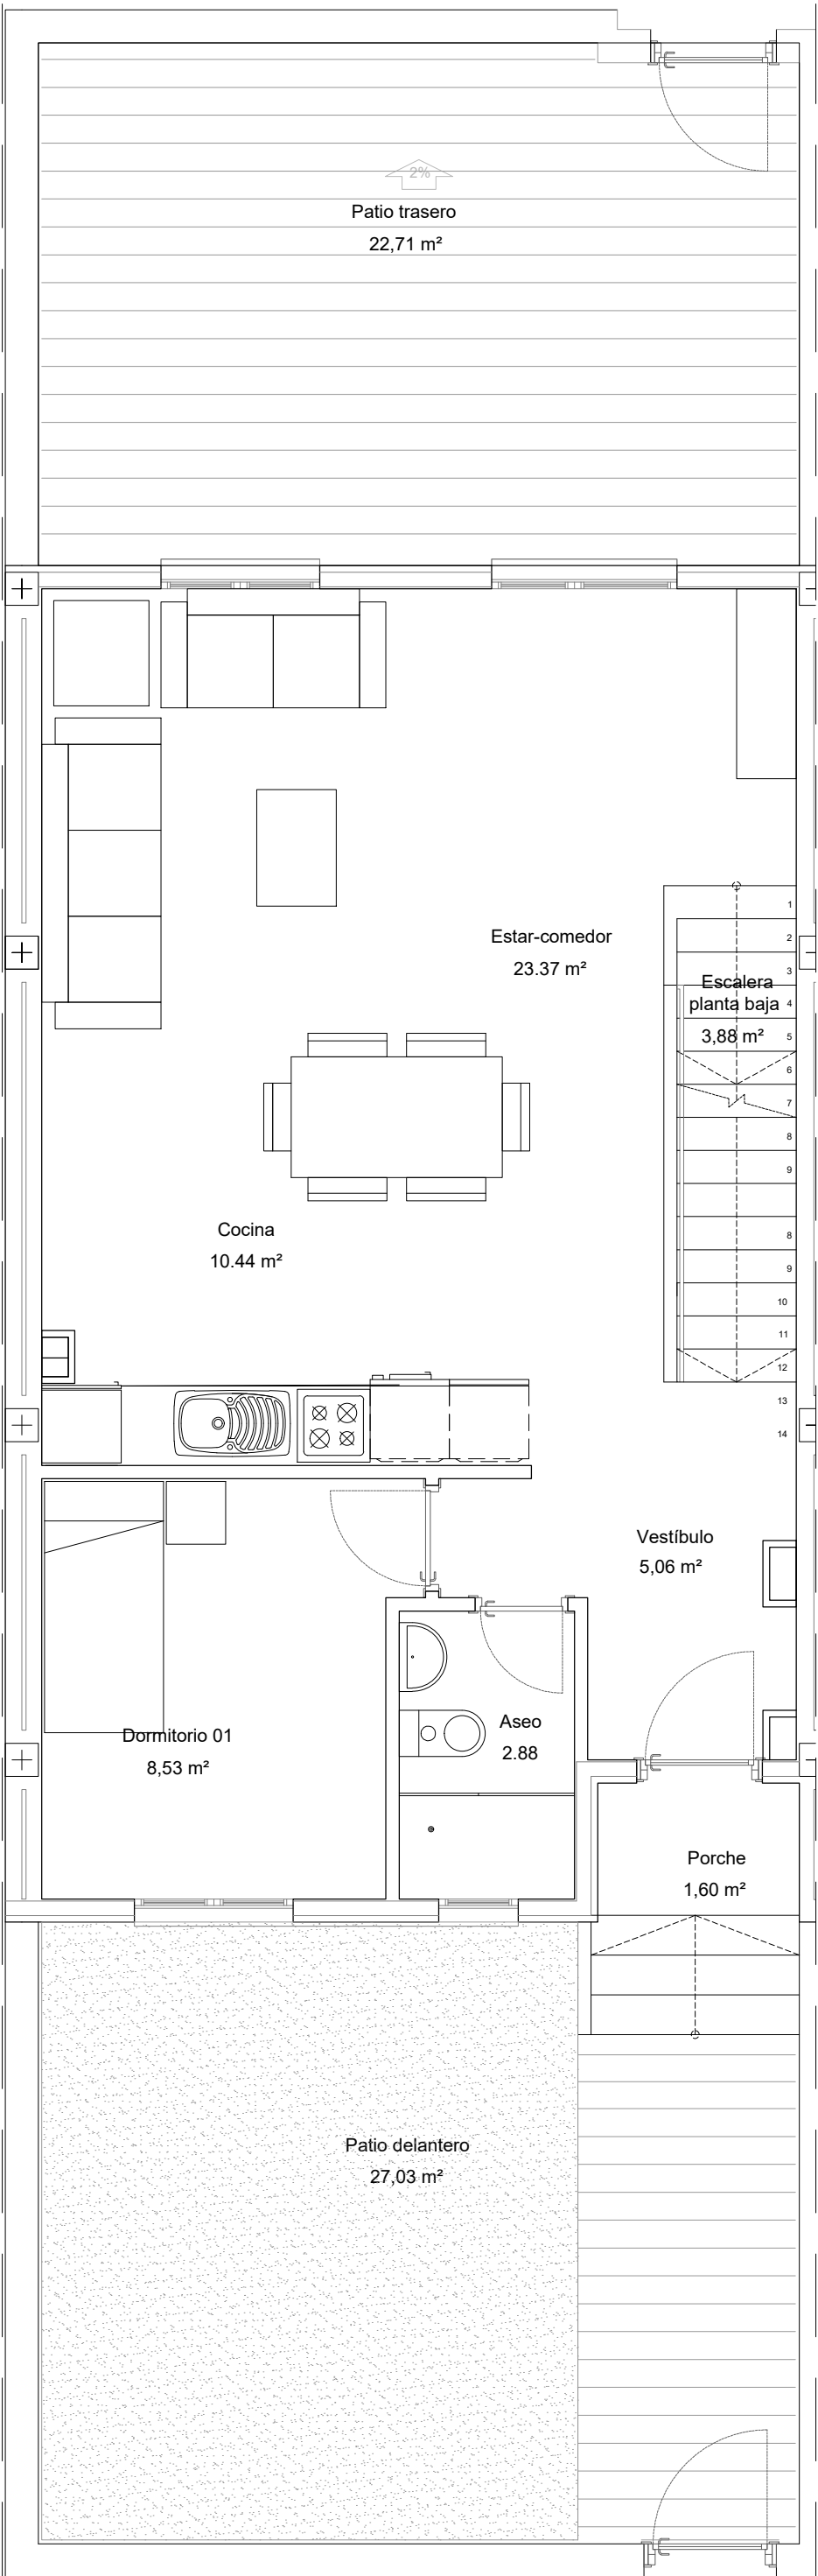 2%
Patio trasero
22,71 m²
1
2
3
4
5
6
7
8
9
8
9
10
11
12
13
14
Estar-comedor
23.37 m²
Escalera
planta baja
3,88 m²
Cocina
10.44 m²
Vestíbulo
5,06 m²
Aseo
2.88
Dormitorio 01
8,53 m²
Porche
1,60 m²
Patio delantero
27,03 m²